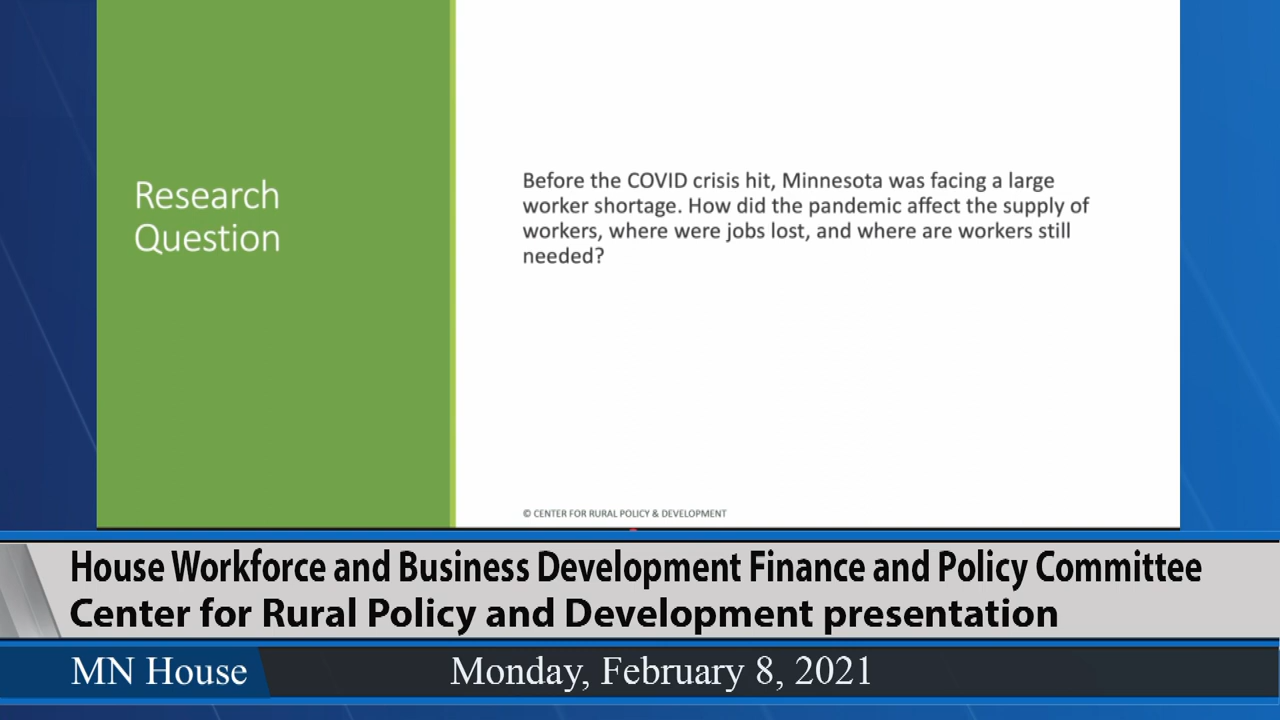 Research
Question
Before the COVID crisis hit, Minnesota was facing a large
worker shortage. How did the pandemic affect the supply of
workers, where were jobs lost, and where are workers still
needed?
© CENTER FOR RURAL POLICY & DEVELOPMENT
House Workforce and Business Development Finance and Policy Committee
Center for Rural Policy and Development presentation
MN House
Monday, February 8, 2021